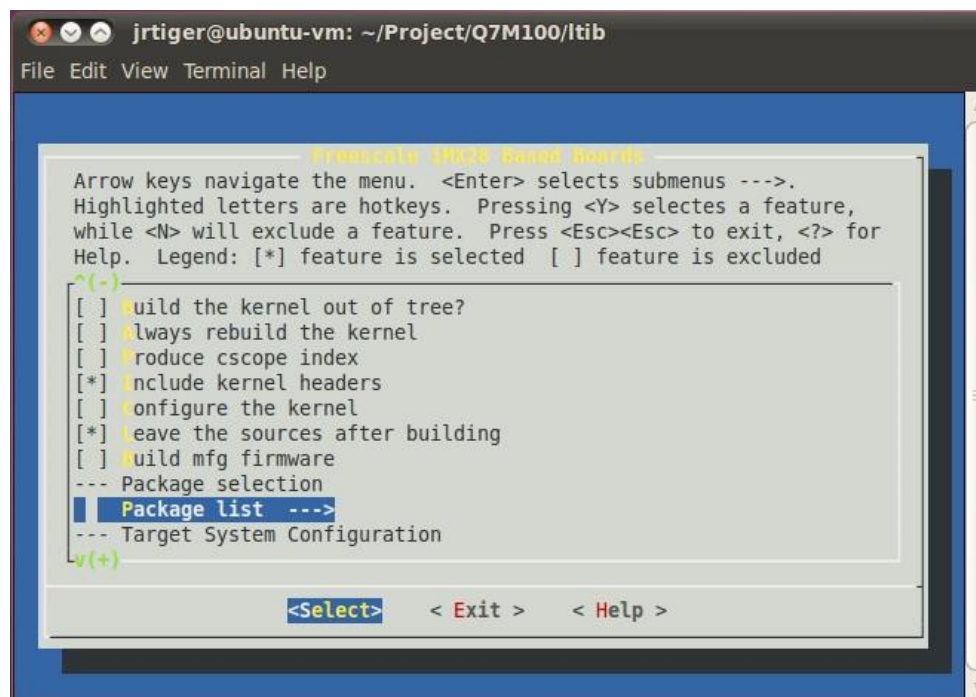 jrtiger@ubuntu-vm: ~/Project/Q7M100/ltib
File Edit View Terminal Help
Freescale iMX28 Based Boards
Arrow keys navigate the menu. <Enter> selects submenus --->.
Highlighted letters are hotkeys. Pressing <Y> selectes a feature,
while <N> will exclude a feature. Press <Esc><Esc> to exit, <?> for
Help. Legend: [*] feature is selected [ ] feature is excluded
^(-)
[ ] Build the kernel out of tree?
[ ] Always rebuild the kernel
[ ] Produce cscope index
[*] Include kernel headers
[ ] Configure the kernel
[*] Leave the sources after building
[ ] Build mfg firmware
--- Package selection
Package list --->
--- Target System Configuration
v(+)
<Select> < Exit > < Help >